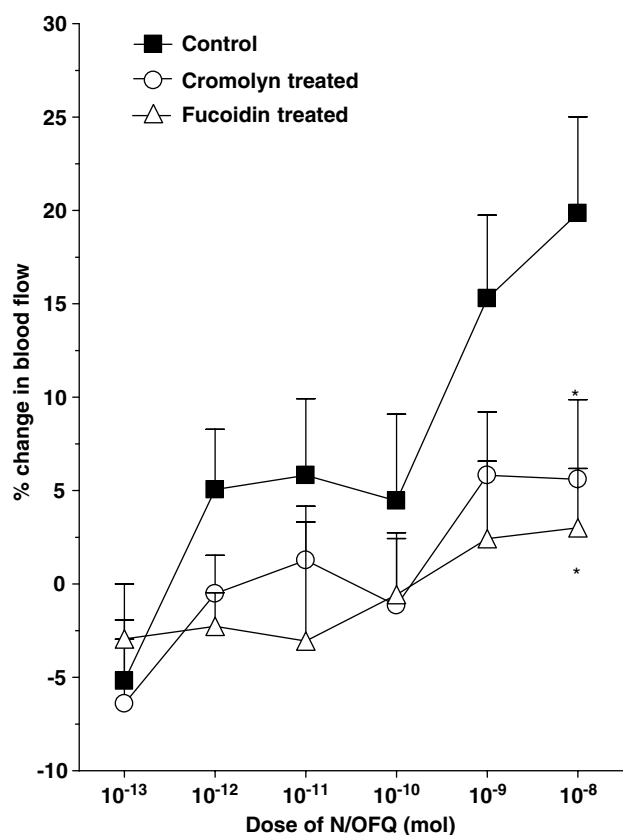 30
25
20
15
10
5
0
-5
-10
% change in blood flow
Control
Cromolyn treated
Fucoidin treated
*
*
10-13 10-12 10-11 10-10 10-9 10-8
Dose of N/OFQ (mol)